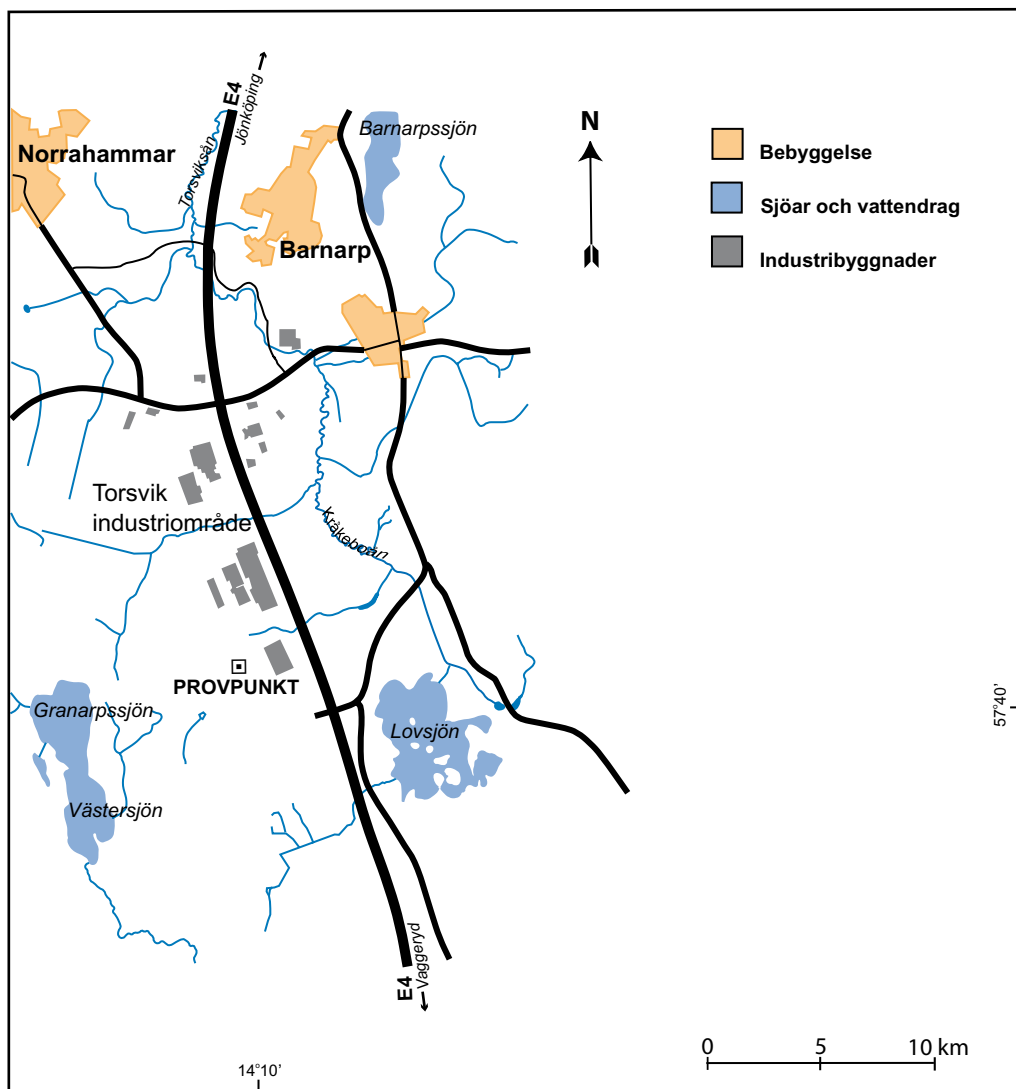 E4
Jönköping
Torsviksån
Barnarpssjön
Norrahammar
Barnarp
N
Bebyggelse
Sjöar och vattendrag
Industribyggnader
Torsvik
industriområde
Kråkeboån
PROVPUNKT
Granarpssjön
Lovsjön
Västersjön
57°40'
E4
Vaggeryd
14°10'
0 5 10 km